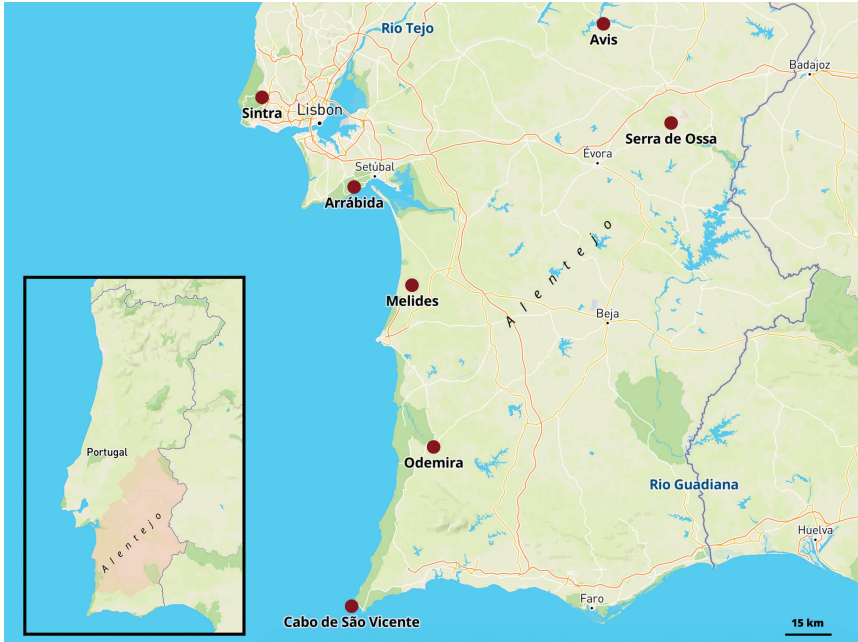 Rio Tejo
Avis
Badajoz
Sintra
Lisbon
Serra de Ossa
Évora
Setúbal
Arrábida
Alentejo
Melides
Beja
Portugal
Odemira
Rio Guadiana
Alentejo
Huelva
Faro
Cabo de São Vicente
15 km